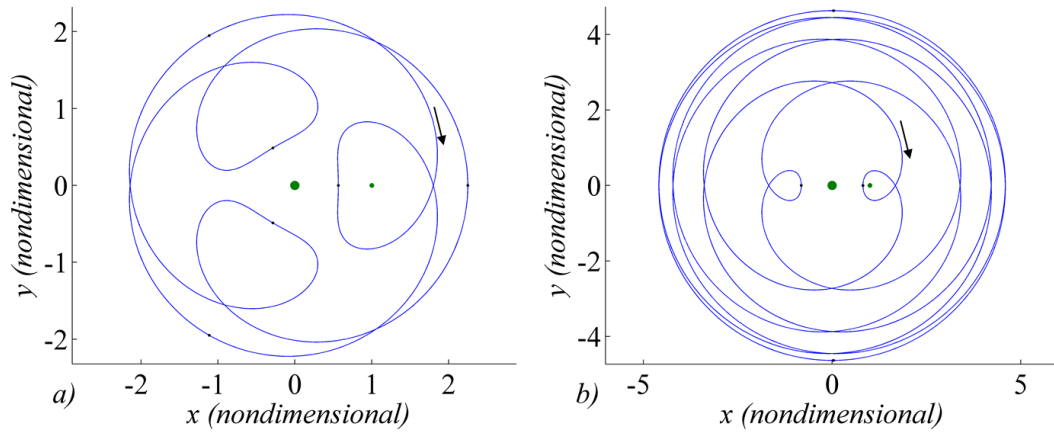 2
1
0
-1
-2
y (nondimensional)
-2 -1 0 1 2
a)
x (nondimensional)
4
2
0
-2
-4
y (nondimensional)
-5 0 5
b)
x (nondimensional)